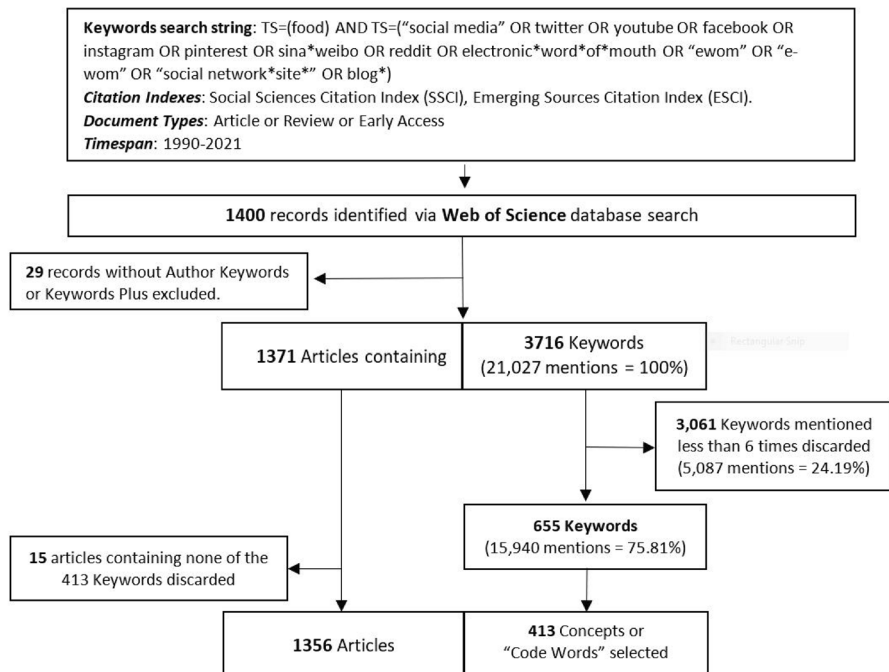 Keywords search string: TS=(food) AND TS=(“social media” OR twitter OR youtube OR facebook OR
instagram OR pinterest OR sina*weibo OR reddit OR electronic*word*of*mouth OR “ewom” OR “e-
wom” OR “social network*site*” OR blog*)
Citation Indexes: Social Sciences Citation Index (SSCI), Emerging Sources Citation Index (ESCI).
Document Types: Article or Review or Early Access
Timespan: 1990-2021
1400 records identified via Web of Science database search
29 records without Author Keywords
or Keywords Plus excluded.
1371 Articles containing
3716 Keywords
(21,027 mentions = 100%)
Rectangular Snip
3,061 Keywords mentioned
less than 6 times discarded
(5,087 mentions = 24.19%)
655 Keywords
(15,940 mentions = 75.81%)
15 articles containing none of the
413 Keywords discarded
1356 Articles
413 Concepts or
“Code Words” selected